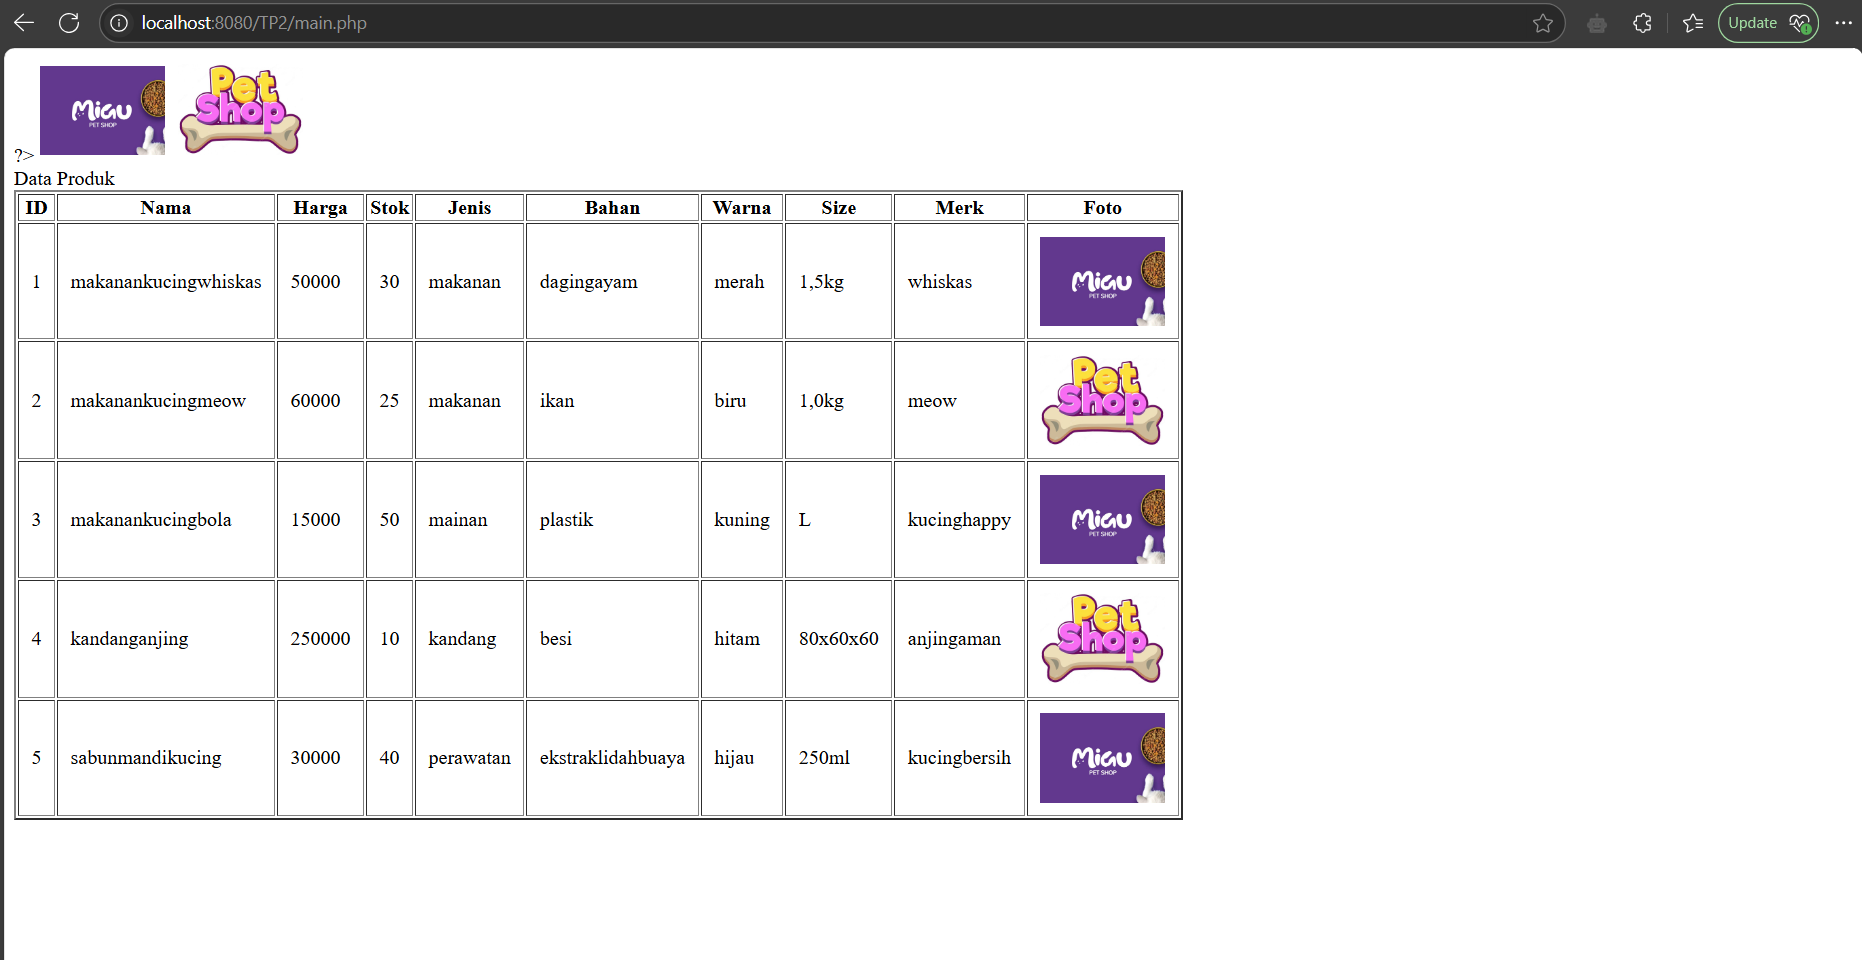 localhost:8080/TP2/main.php
Update
Miau
PET SHOP
Pet
Shop
?>
Data Produk
ID Nama Harga Stok Jenis Bahan Warna Size Merk Foto
1 makanankucingwhiskas 50000 30 makanan dagingayam merah 1,5kg whiskas Miau
PET SHOP
2 makanankucingmeow 60000 25 makanan ikan biru 1,0kg meow Pet
Shop
3 makanankucingbola 15000 50 mainan plastik kuning L kucinghappy Miau
PET SHOP
4 kandanganjing 250000 10 kandang besi hitam 80x60x60 anjingaman Pet
Shop
5 sabunmandikucing 30000 40 perawatan ekstraklidahbuaya hijau 250ml kucingbersih Miau
PET SHOP